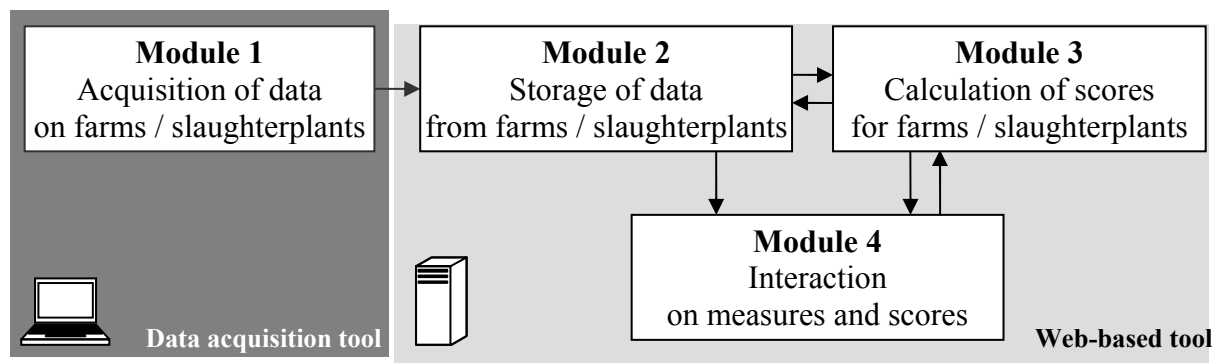 Module 1
Acquisition of data
on farms / slaughterplants
Module 2
Storage of data
from farms / slaughterplants
Module 3
Calculation of scores
for farms / slaughterplants
Module 4
Interaction
on measures and scores
Data acquisition tool
Web-based tool